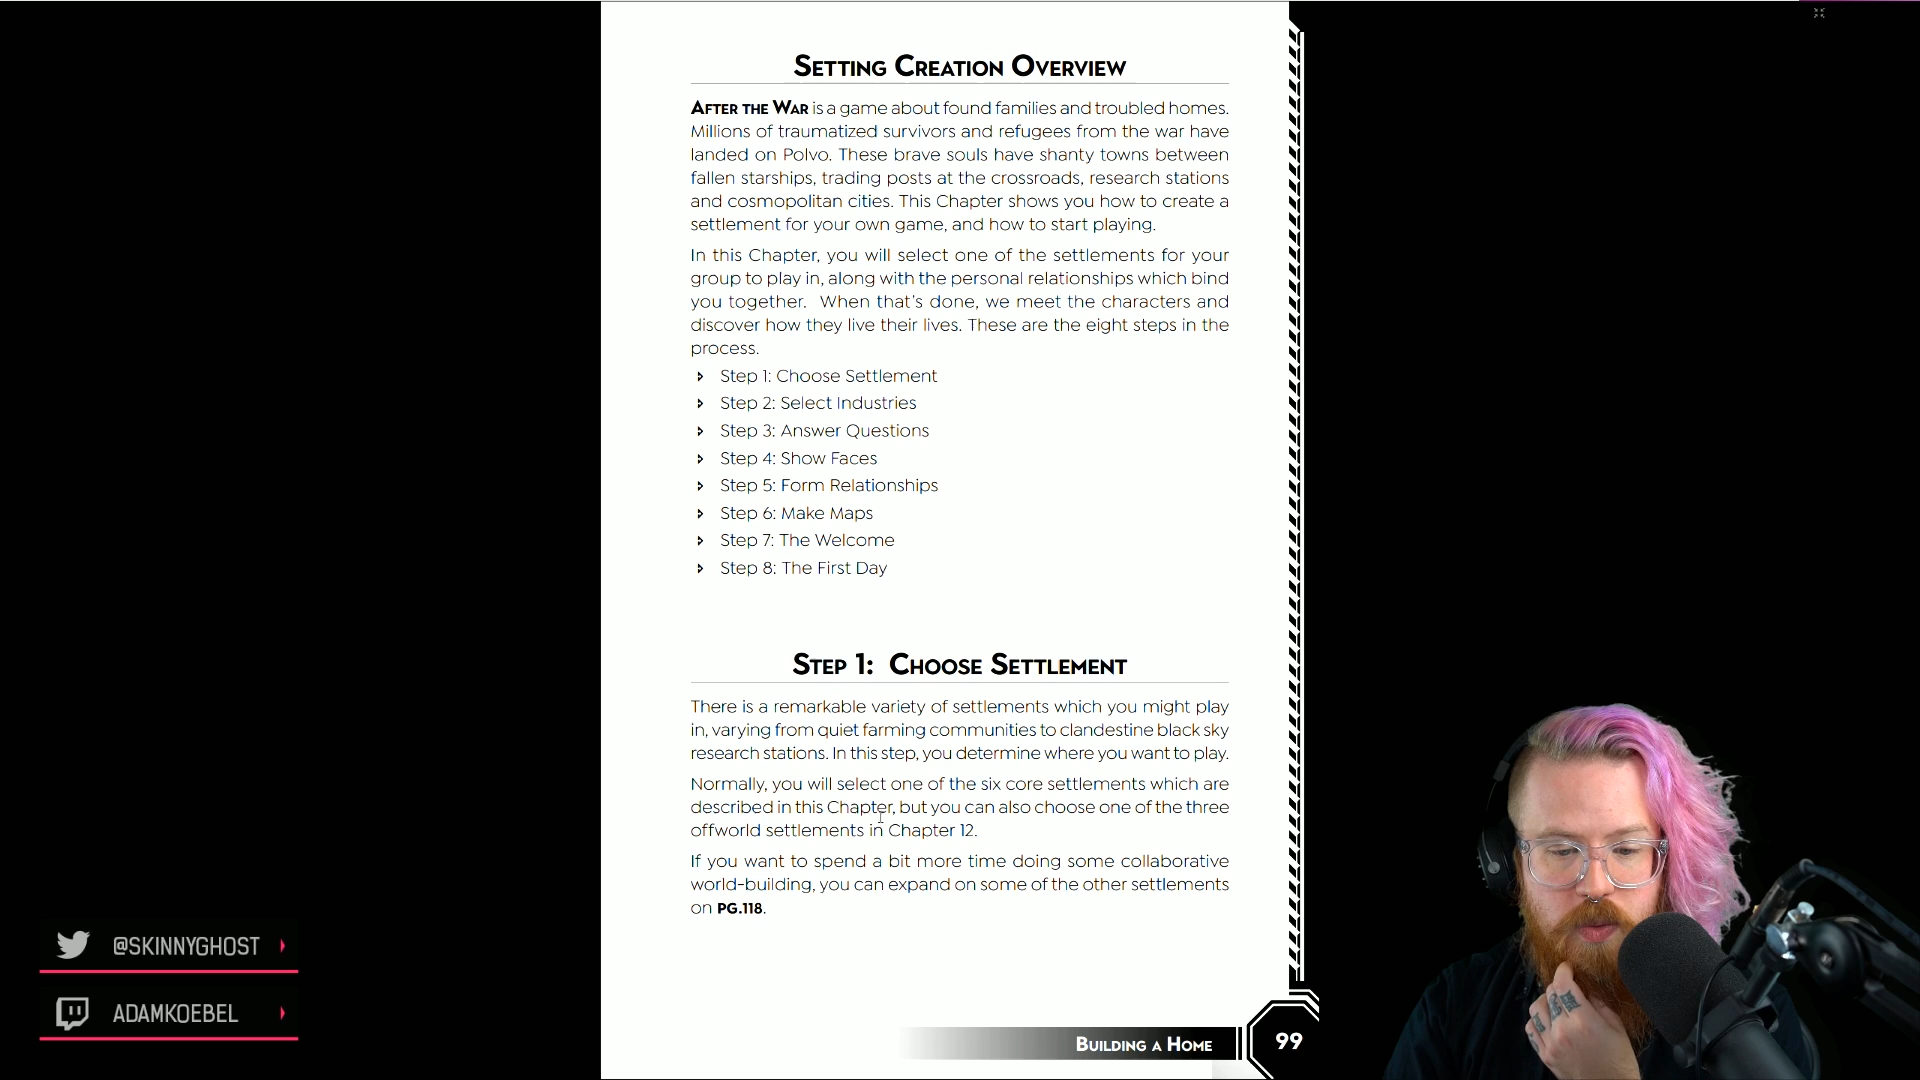 SETTING CREATION OVERVIEW
AFTER THE WAR is a game about found families and troubled homes.
Millions of traumatized survivors and refugees from the war have
landed on Polvo. These brave souls have shanty towns between
fallen starships, trading posts at the crossroads, research stations
and cosmopolitan cities. This Chapter shows you how to create a
settlement for your own game, and how to start playing.
In this Chapter, you will select one of the settlements for your
group to play in, along with the personal relationships which bind
you together. When that's done, we meet the characters and
discover how they live their lives. These are the eight steps in the
process.
Step 1: Choose Settlement
Step 2: Select Industries
Step 3: Answer Questions
Step 4: Show Faces
Step 5: Form Relationships
Step 6: Make Maps
Step 7: The Welcome
Step 8: The First Day
STEP 1: CHOOSE SETTLEMENT
There is a remarkable variety of settlements which you might play
in, varying from quiet farming communities to clandestine black sky
research stations. In this step, you determine where you want to play.
Normally, you will select one of the six core settlements which are
described in this Chapter, but you can also choose one of the three
offworld settlements in Chapter 12.
If you want to spend a bit more time doing some collaborative
world-building, you can expand on some of the other settlements
on PG.118.
BUILDING A HOME
99
@SKINNYGHOST
ADAMKOEBEL